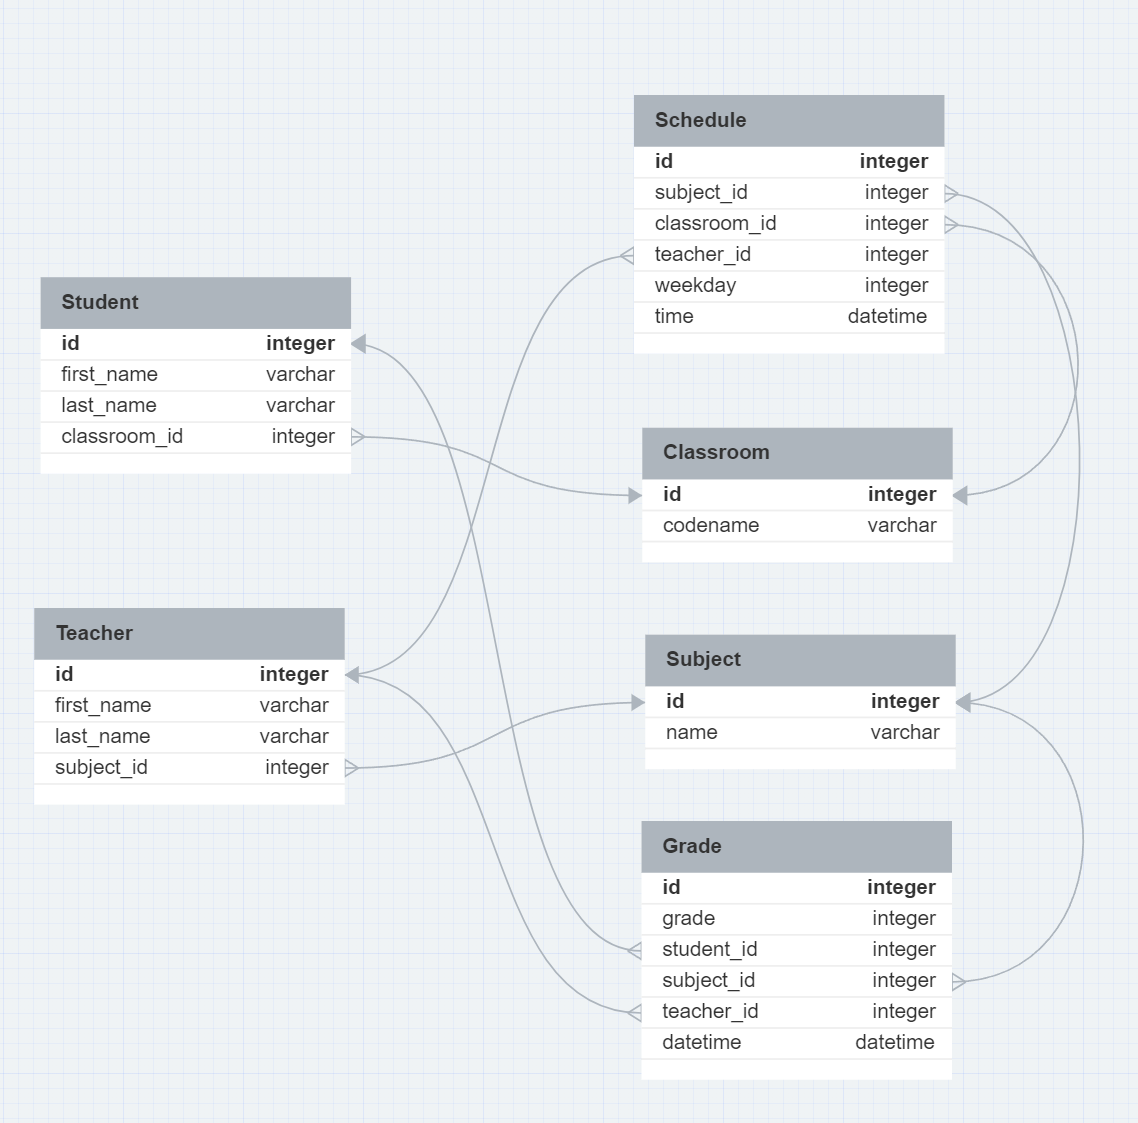 Schedule
id integer
subject_id integer
classroom_id integer
teacher_id integer
weekday integer
time datetime
Student
id integer
first_name varchar
last_name varchar
classroom_id integer
Classroom
id integer
codename varchar
Teacher
id integer
first_name varchar
last_name varchar
subject_id integer
Subject
id integer
name varchar
Grade
id integer
grade integer
student_id integer
subject_id integer
teacher_id integer
datetime datetime